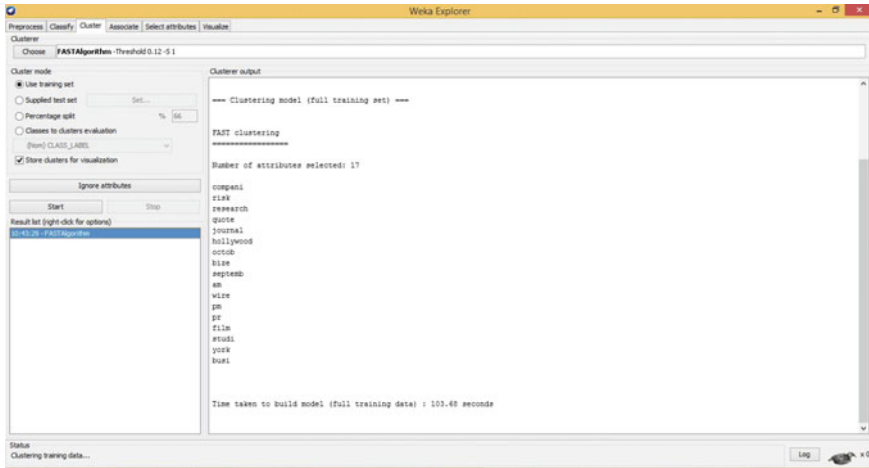 Weka Explorer
Preprocess Classify Cluster Associate Select attributes Visualize
Clusterer
Choose FASTAlgorithm -Threshold 0.12 -S 1
Cluster mode
Use training set
Supplied test set Set...
Percentage split % 66
Classes to clusters evaluation
(Nom) CLASS_LABEL
Store clusters for visualization
Ignore attributes
Start Stop
Result list (right-click for options)
10:43:29 - FASTAlgorithm
Clusterer output
=== Clustering model (full training set) ===
FAST clustering
=================
Number of attributes selected: 17
compani
risk
research
quote
journal
hollywood
octob
bize
septemb
am
wire
pm
pr
film
studi
york
busi
Time taken to build model (full training data) : 103.68 seconds
Status
Clustering training data...
Log x 0